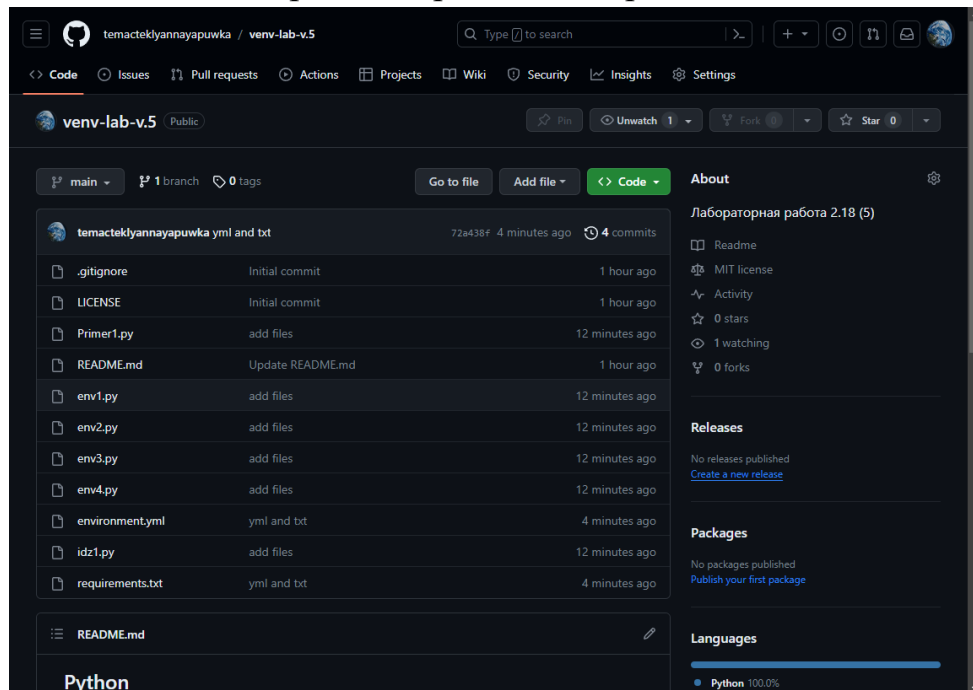 temacteklyannayapuwka / venv-lab-v.5
Type / to search
Code Issues Pull requests Actions Projects Wiki Security Insights Settings
venv-lab-v.5 Public
Pin Unwatch 1 Fork 0 Star 0
main 1 branch 0 tags Go to file Add file Code
temacteklyannayapuwka yml and txt 72a438f 4 minutes ago 4 commits
.gitignore Initial commit 1 hour ago
LICENSE Initial commit 1 hour ago
Primer1.py add files 12 minutes ago
README.md Update README.md 1 hour ago
env1.py add files 12 minutes ago
env2.py add files 12 minutes ago
env3.py add files 12 minutes ago
env4.py add files 12 minutes ago
environment.yml yml and txt 4 minutes ago
idz1.py add files 12 minutes ago
requirements.txt yml and txt 4 minutes ago
README.md
Python
About
Лабораторная работа 2.18 (5)
Readme
MIT license
Activity
0 stars
1 watching
0 forks
Releases
No releases published
Create a new release
Packages
No packages published
Publish your first package
Languages
Python 100.0%